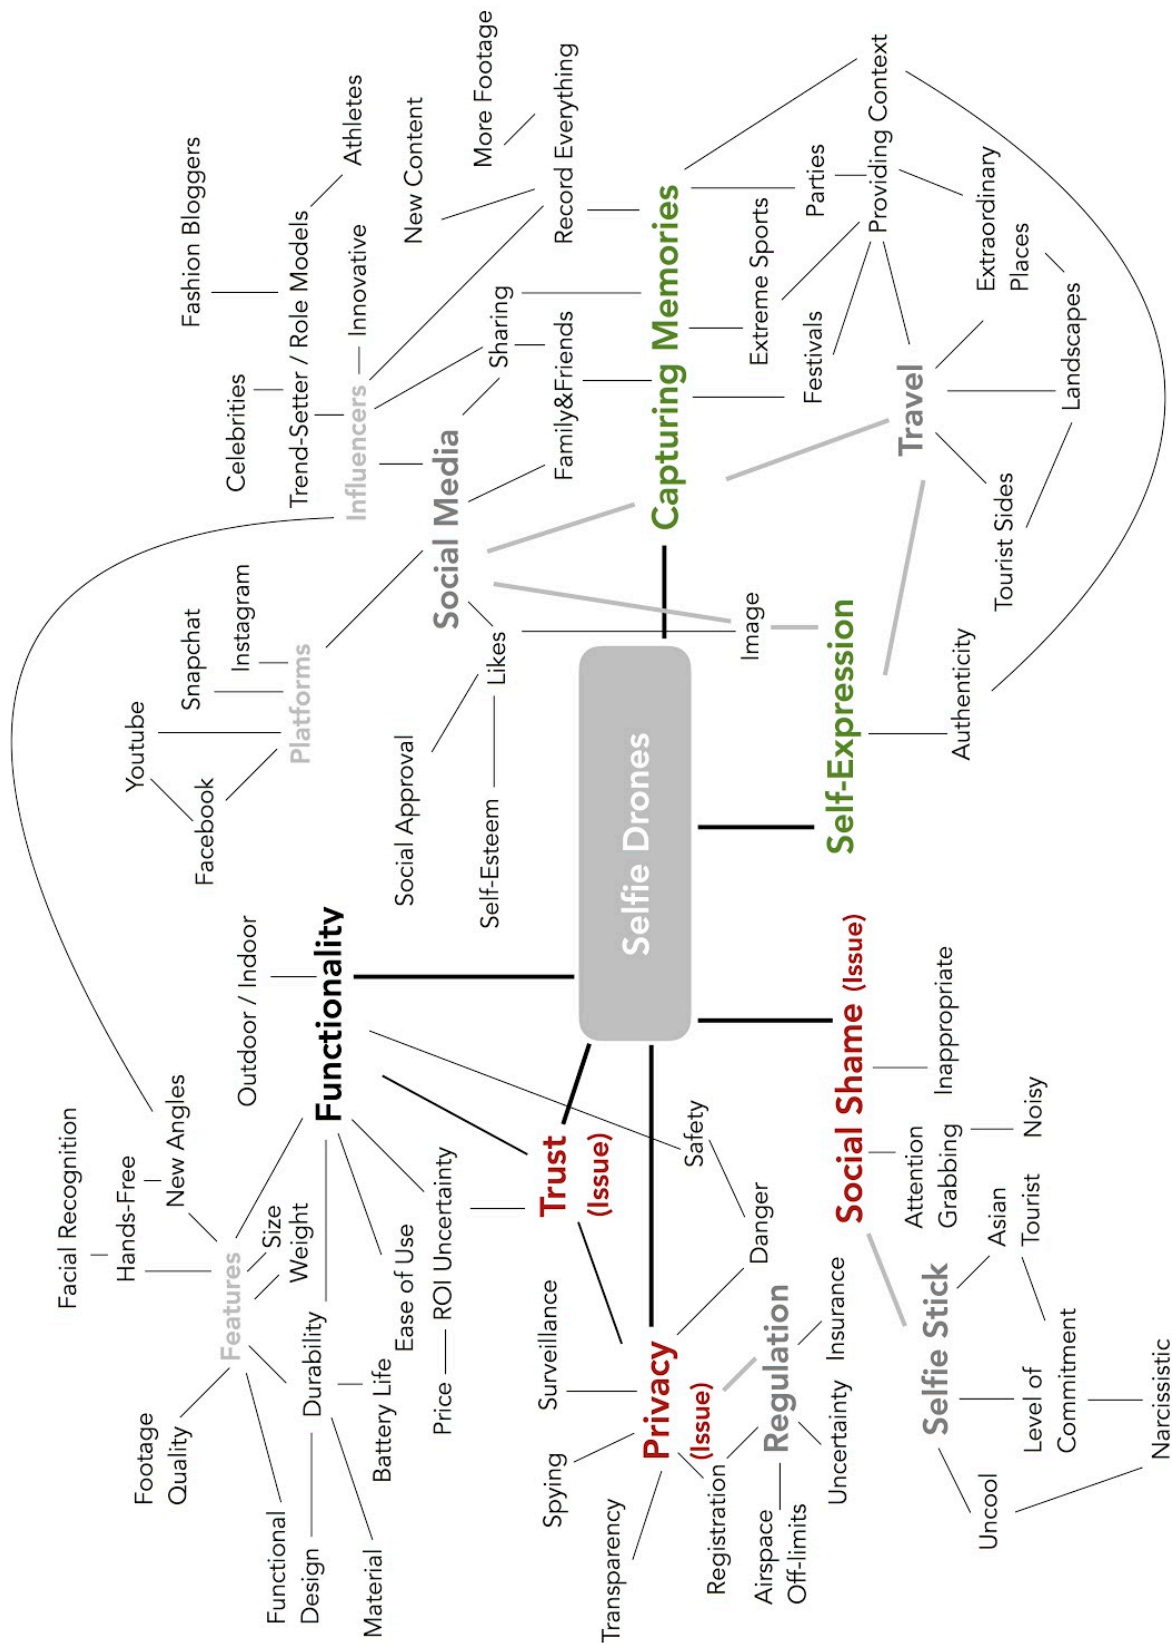 Facial Recognition
Hands-Free
New Angles
Footage
Quality
Features
Size
Weight
Functional
Design
Durability
Material
Battery Life
Ease of Use
Price
ROI Uncertainty
Outdoor / Indoor
Functionality
Youtube
Facebook
Snapchat
Instagram
Platforms
Fashion Bloggers
Celebrities
Trend-Setter / Role Models
Athletes
Influencers
Innovative
New Content
More Footage
Record Everything
Social Media
Sharing
Family&Friends
Likes
Social Approval
Self-Esteem
Image
Trust
(Issue)
Surveillance
Spying
Transparency
Privacy
(Issue)
Safety
Danger
Registration
Regulation
Airspace
Off-limits
Uncertainty
Insurance
Selfie Drones
Capturing Memories
Extreme Sports
Parties
Festivals
Providing Context
Travel
Extraordinary
Places
Landscapes
Tourist Sides
Self-Expression
Authenticity
Social Shame (Issue)
Attention
Grabbing
Inappropriate
Noisy
Selfie Stick
Asian
Tourist
Level of
Commitment
Uncool
Narcissistic